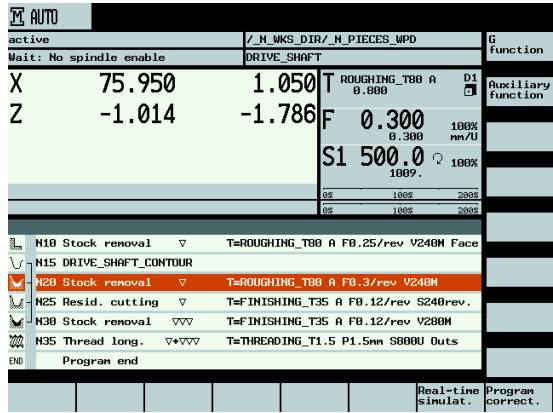 M AUTO
active /_N_WKS_DIR/_N_PIECES_WPD
Wait: No spindle enable DRIVE_SHAFT
G function
Auxiliary function
X 75.950 1.050
Z -1.014 -1.786
T ROUGHING_T80 A D1
0.800
F 0.300 100%
0.300 mm/U
S1 500.0 100%
1009.
0% 100% 200%
0% 100% 200%
N10 Stock removal ▽ T=ROUGHING_T80 A F0.25/rev V240M Face
N15 DRIVE_SHAFT_CONTOUR
N20 Stock removal ▽ T=ROUGHING_T80 A F0.3/rev V240M
N25 Resid. cutting ▽ T=FINISHING_T35 A F0.12/rev S240rev.
N30 Stock removal ▽▽▽ T=FINISHING_T35 A F0.12/rev V280M
N35 Thread long. ▽+▽▽▽ T=THREADING_T1.5 P1.5mm S800U Outs
END Program end
Real-time simulat.
Program correct.